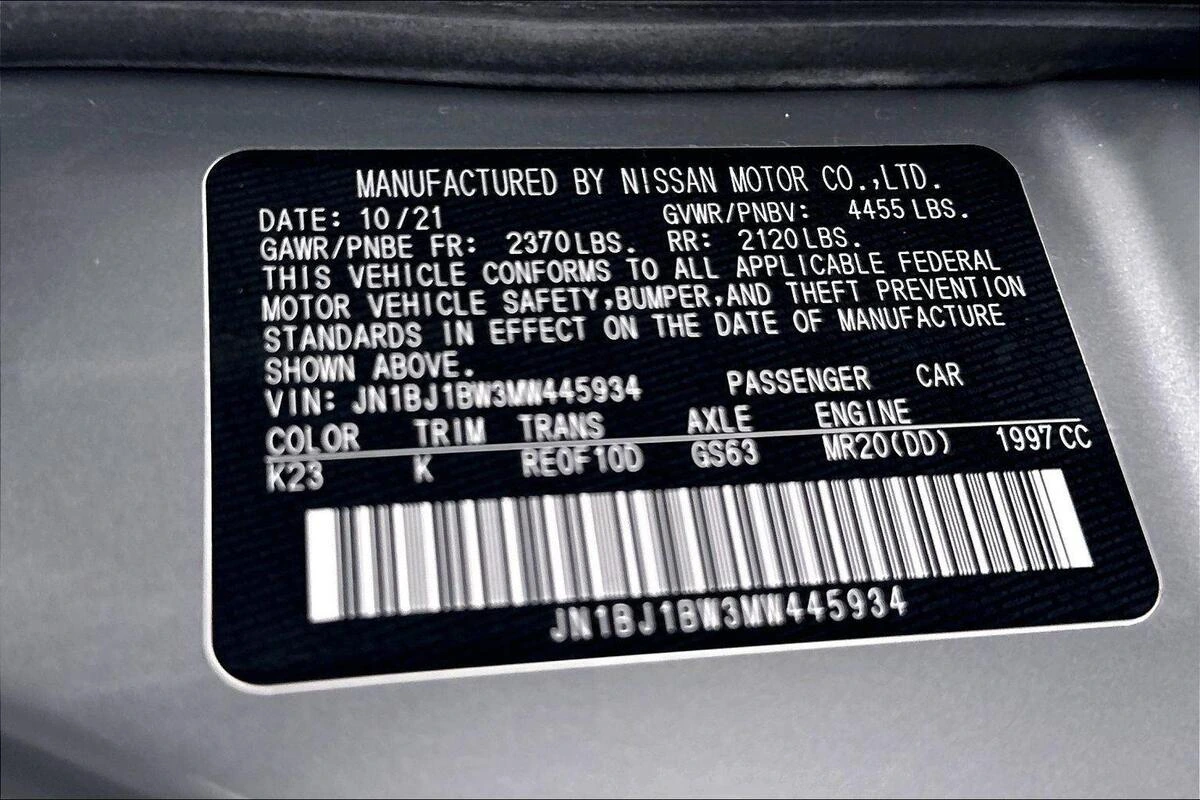 MANUFACTURED BY NISSAN MOTOR CO.,LTD.
DATE: 10/21 GVWR/PNBV: 4455 LBS.
GAWR/PNBE FR: 2370LBS. RR: 2120LBS.
THIS VEHICLE CONFORMS TO ALL APPLICABLE FEDERAL
MOTOR VEHICLE SAFETY,BUMPER,AND THEFT PREVENTION
STANDARDS IN EFFECT ON THE DATE OF MANUFACTURE
SHOWN ABOVE.
VIN: JN1BJ1BW3MW445934 PASSENGER CAR
COLOR TRIM TRANS AXLE ENGINE
K23 K RE0F10D GS63 MR20(DD) 1997 CC
JN1BJ1BW3MW445934